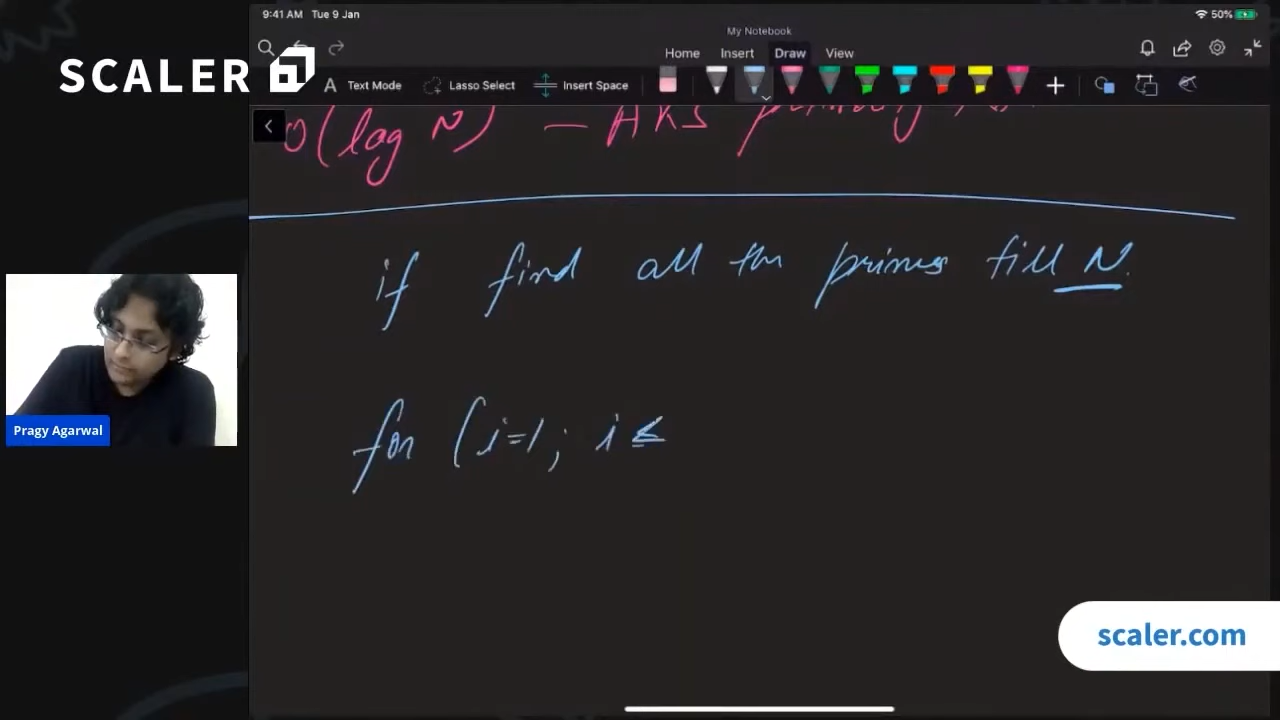 9:41 AM Tue 9 Jan
50%
My Notebook
Home Insert Draw View
SCALER
Text Mode Lasso Select Insert Space
O(log N) — AKS
if find all the primes till N.
for (i=1; i ≤
Pragy Agarwal
scaler.com